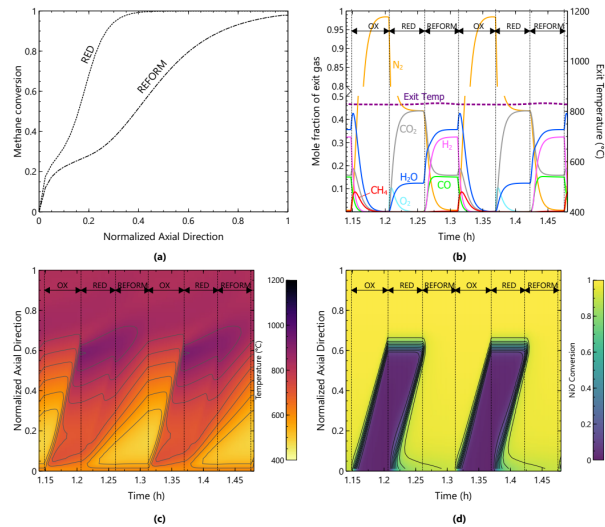 1
0.8
0.6
0.4
0.2
0
0
0.2
0.4
0.6
0.8
1
Methane conversion
Normalized Axial Direction
RED
REFORM
(a)
1
0.95
0.9
0.85
0.8
0.5
0.4
0.3
0.2
0.1
1200
1100
1000
900
800
700
600
500
400
Mole fraction of exit gas
Exit Temperature (°C)
OX
RED
REFORM
OX
RED
REFORM
N₂
Exit Temp
CO₂
H₂
H₂O
CH₄
CO
O₂
1.15
1.2
1.25
1.3
1.35
1.4
1.45
Time (h)
(b)
1
0.8
0.6
0.4
0.2
0
Normalized Axial Direction
OX
RED
REFORM
OX
RED
REFORM
1.15
1.2
1.25
1.3
1.35
1.4
1.45
Time (h)
1200
1000
800
600
400
Temperature (°C)
(c)
1
0.8
0.6
0.4
0.2
0
Normalized Axial Direction
OX
RED
REFORM
OX
RED
REFORM
1.15
1.2
1.25
1.3
1.35
1.4
1.45
Time (h)
1
0.8
0.6
0.4
0.2
0
NiO Conversion
(d)